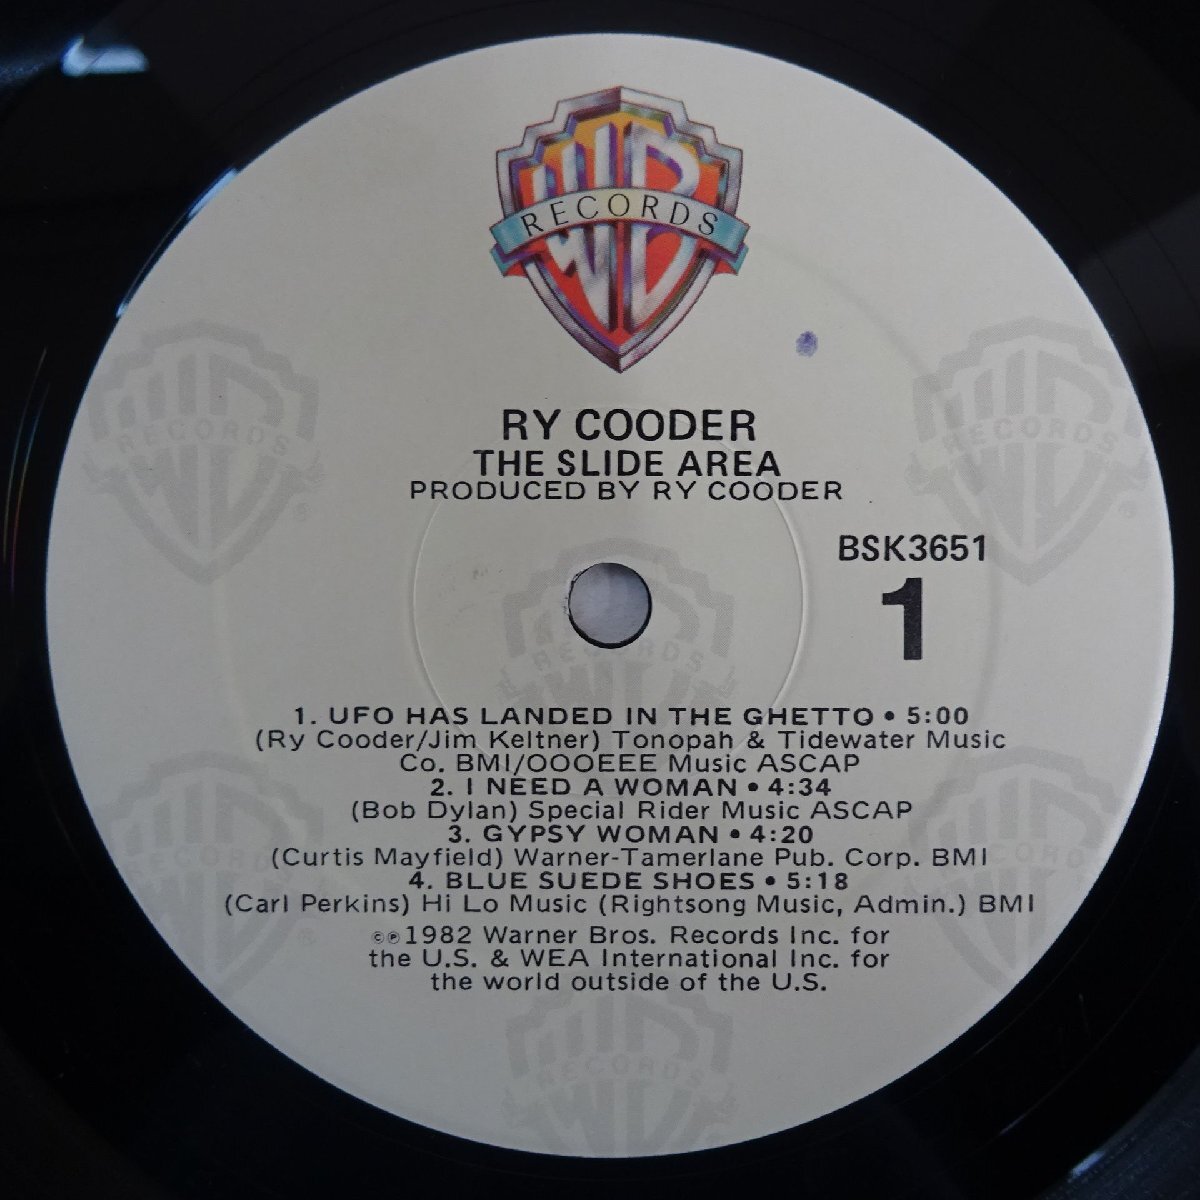 WB
RECORDS
RY COODER
THE SLIDE AREA
PRODUCED BY RY COODER
BSK3651
1
1. UFO HAS LANDED IN THE GHETTO • 5:00
(Ry Cooder/Jim Keltner) Tonopah & Tidewater Music
Co. BMI/OOOEEE Music ASCAP
2. I NEED A WOMAN • 4:34
(Bob Dylan) Special Rider Music ASCAP
3. GYPSY WOMAN • 4:20
(Curtis Mayfield) Warner-Tamerlane Pub. Corp. BMI
4. BLUE SUEDE SHOES • 5:18
(Carl Perkins) Hi Lo Music (Rightsong Music, Admin.) BMI
©℗1982 Warner Bros. Records Inc. for
the U.S. & WEA International Inc. for
the world outside of the U.S.